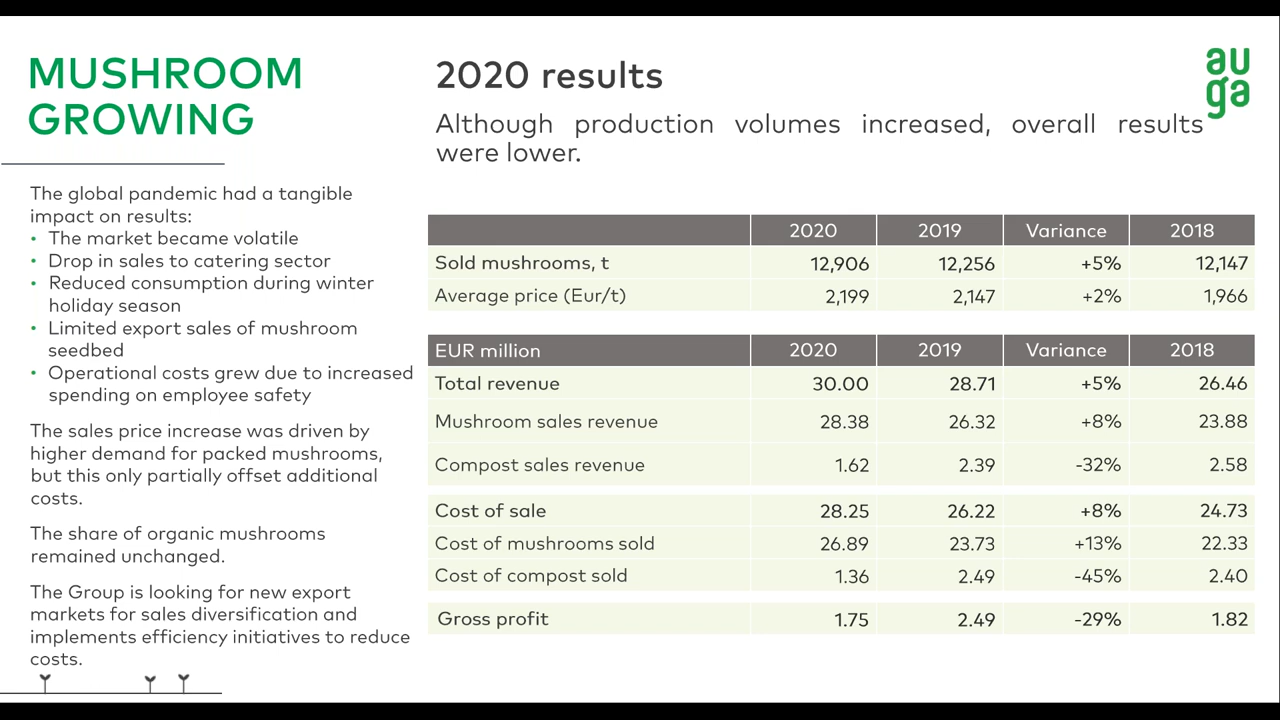 MUSHROOM
GROWING
The global pandemic had a tangible
impact on results:
• The market became volatile
• Drop in sales to catering sector
• Reduced consumption during winter
holiday season
• Limited export sales of mushroom
seedbed
• Operational costs grew due to increased
spending on employee safety
The sales price increase was driven by
higher demand for packed mushrooms,
but this only partially offset additional
costs.
The share of organic mushrooms
remained unchanged.
The Group is looking for new export
markets for sales diversification and
implements efficiency initiatives to reduce
costs.
2020 results
auga
Although production volumes increased, overall results
were lower.
2020 2019 Variance 2018
Sold mushrooms, t 12,906 12,256 +5% 12,147
Average price (Eur/t) 2,199 2,147 +2% 1,966
EUR million 2020 2019 Variance 2018
Total revenue 30.00 28.71 +5% 26.46
Mushroom sales revenue 28.38 26.32 +8% 23.88
Compost sales revenue 1.62 2.39 -32% 2.58
Cost of sale 28.25 26.22 +8% 24.73
Cost of mushrooms sold 26.89 23.73 +13% 22.33
Cost of compost sold 1.36 2.49 -45% 2.40
Gross profit 1.75 2.49 -29% 1.82